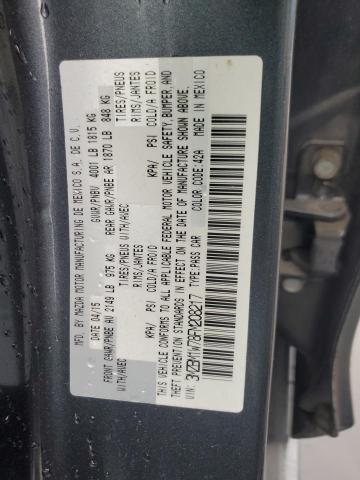 MFD. BY MAZDA MOTOR MANUFACTURING DE MEXICO S.A. DE C.V.
DATE 04/15 GVWR/PNBV 4001 LB 1815 KG
FRONT GAWR/PNBE AV 2149 LB 975 KG REAR GAWR/PNBE AR 1870 LB 848 KG
WITH/AVEC TIRES/PNEUS WITH/AVEC TIRES/PNEUS
RIMS/JANTES RIMS/JANTES
KPA/ PSI COLD/A FROID KPA/ PSI COLD/A FROID
THIS VEHICLE CONFORMS TO ALL APPLICABLE FEDERAL MOTOR VEHICLE SAFETY, BUMPER, AND
THEFT PREVENTION STANDARDS IN EFFECT ON THE DATE OF MANUFACTURE SHOWN ABOVE.
VIN: TYPE:PASS CAR COLOR CODE:42A MADE IN MEXICO